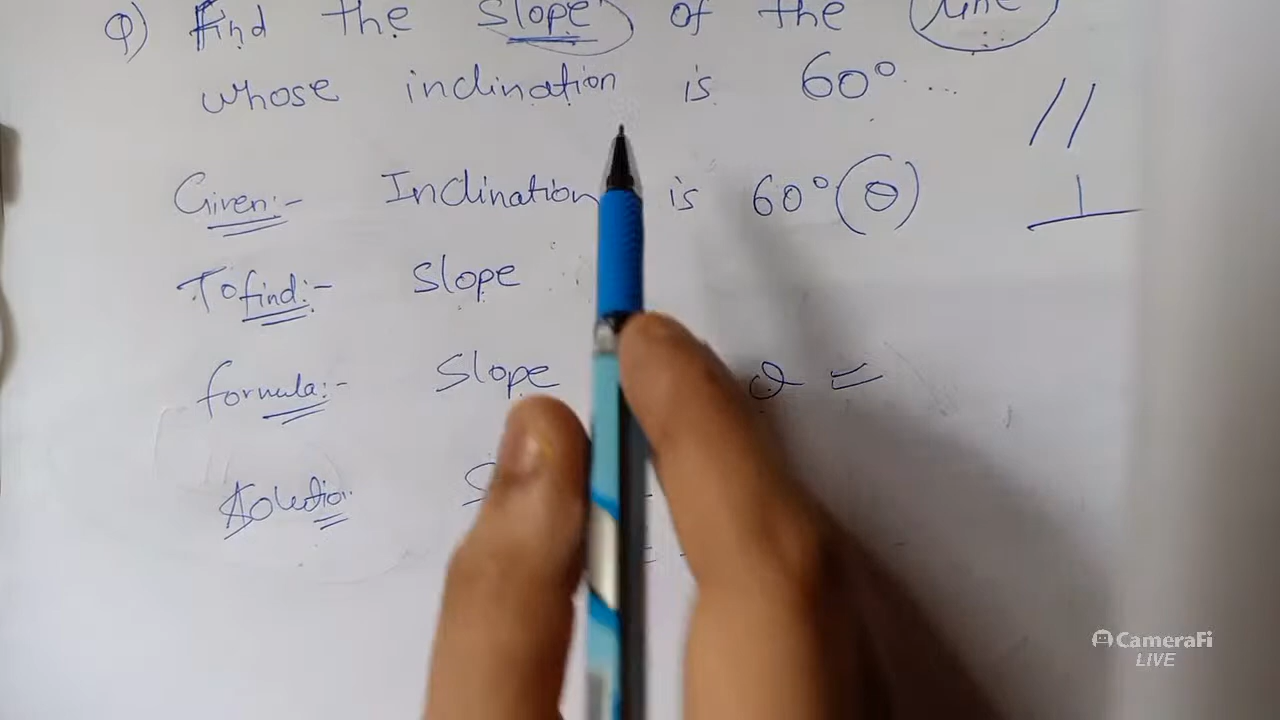 Q) Find the Slope of the line
whose inclination is 60° ...
Given:- Inclination is 60° (θ)
To find:- Slope
formula:- Slope θ =
Solution
CameraFi
LIVE